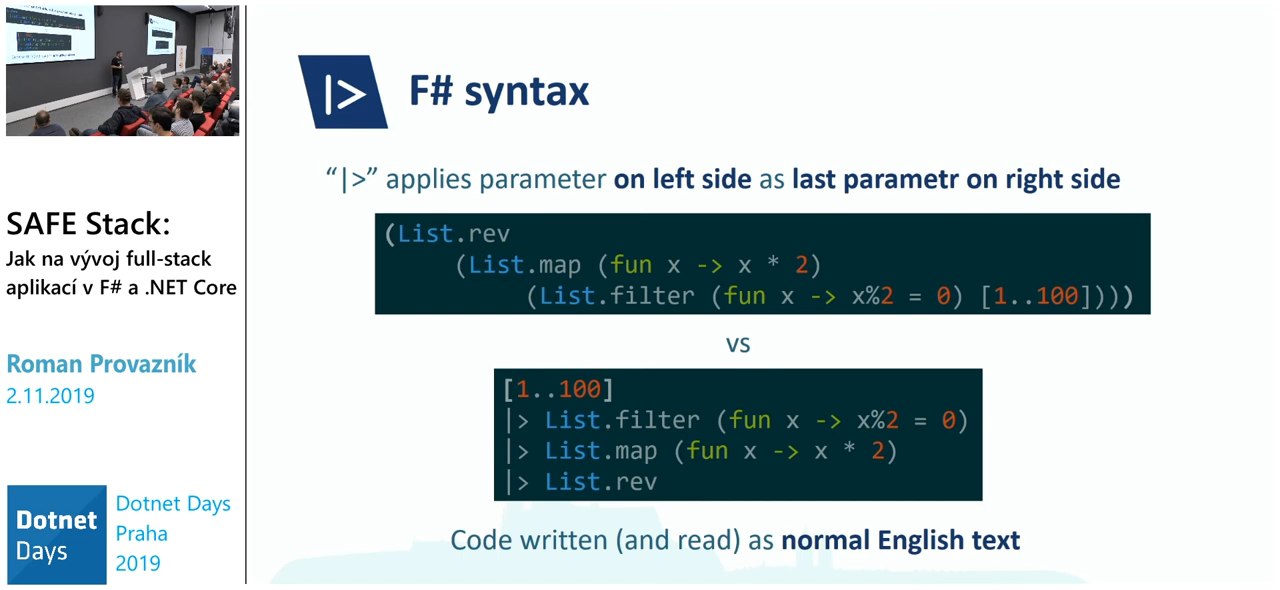 SAFE Stack:
Jak na vývoj full-stack
aplikací v F# a .NET Core
Roman Provazník
2.11.2019
Dotnet
Days
Dotnet Days
Praha
2019
|> F# syntax
“|>” applies parameter on left side as last parametr on right side
(List.rev
(List.map (fun x -> x * 2)
(List.filter (fun x -> x%2 = 0) [1..100])))
vs
[1..100]
|> List.filter (fun x -> x%2 = 0)
|> List.map (fun x -> x * 2)
|> List.rev
Code written (and read) as normal English text